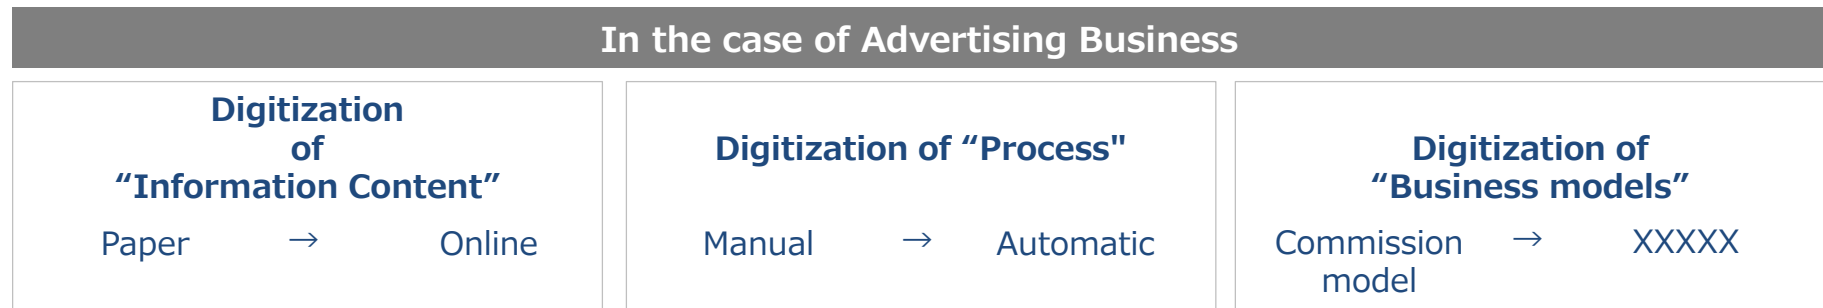 In the case of Advertising Business
Digitization
of
“Information Content”
Paper → Online
Digitization of “Process"
Manual → Automatic
Digitization of
“Business models”
Commission → XXXXX
model